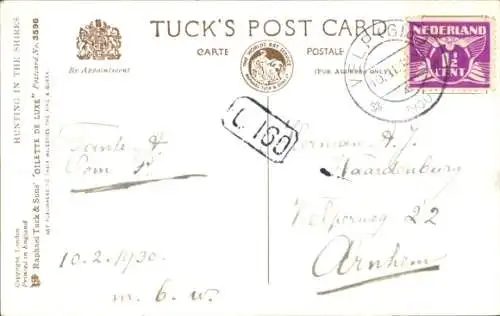 TUCK'S POST CARD
CARTE POSTALE
(FOR ADDRESS ONLY)
By Appointment
HUNTING IN THE SHIRES
Raphael Tuck & Sons' "OILETTE DE LUXE" Postcard No. 3596
Copyright London
Printed in England
NEDERLAND
1½
CENT
L. 160
Tante A
Oom P.
10.2.1930.
m. b. w.
Herman A. J.
Waardenburg
Velperweg 22
Arnhem